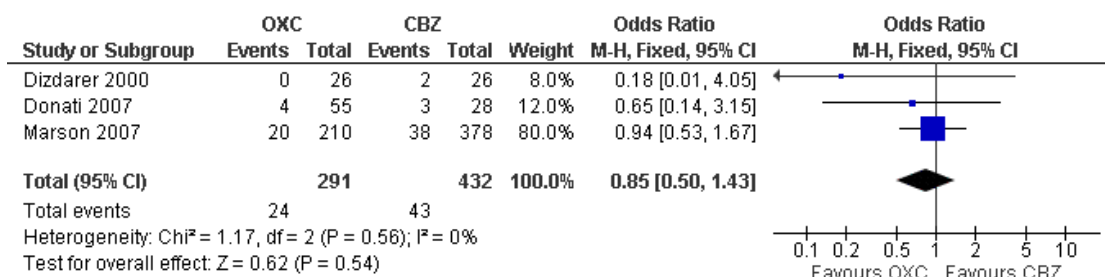 OXC CBZ Odds Ratio Odds Ratio
Study or Subgroup Events Total Events Total Weight M-H, Fixed, 95% CI M-H, Fixed, 95% CI
Dizdarer 2000 0 26 2 26 8.0% 0.18 [0.01, 4.05]
Donati 2007 4 55 3 28 12.0% 0.65 [0.14, 3.15]
Marson 2007 20 210 38 378 80.0% 0.94 [0.53, 1.67]
Total (95% CI) 291 432 100.0% 0.85 [0.50, 1.43]
Total events 24 43
Heterogeneity: Chi² = 1.17, df = 2 (P = 0.56); I² = 0%
Test for overall effect: Z = 0.62 (P = 0.54)
0.1 0.2 0.5 1 2 5 10
Favours OXC Favours CBZ